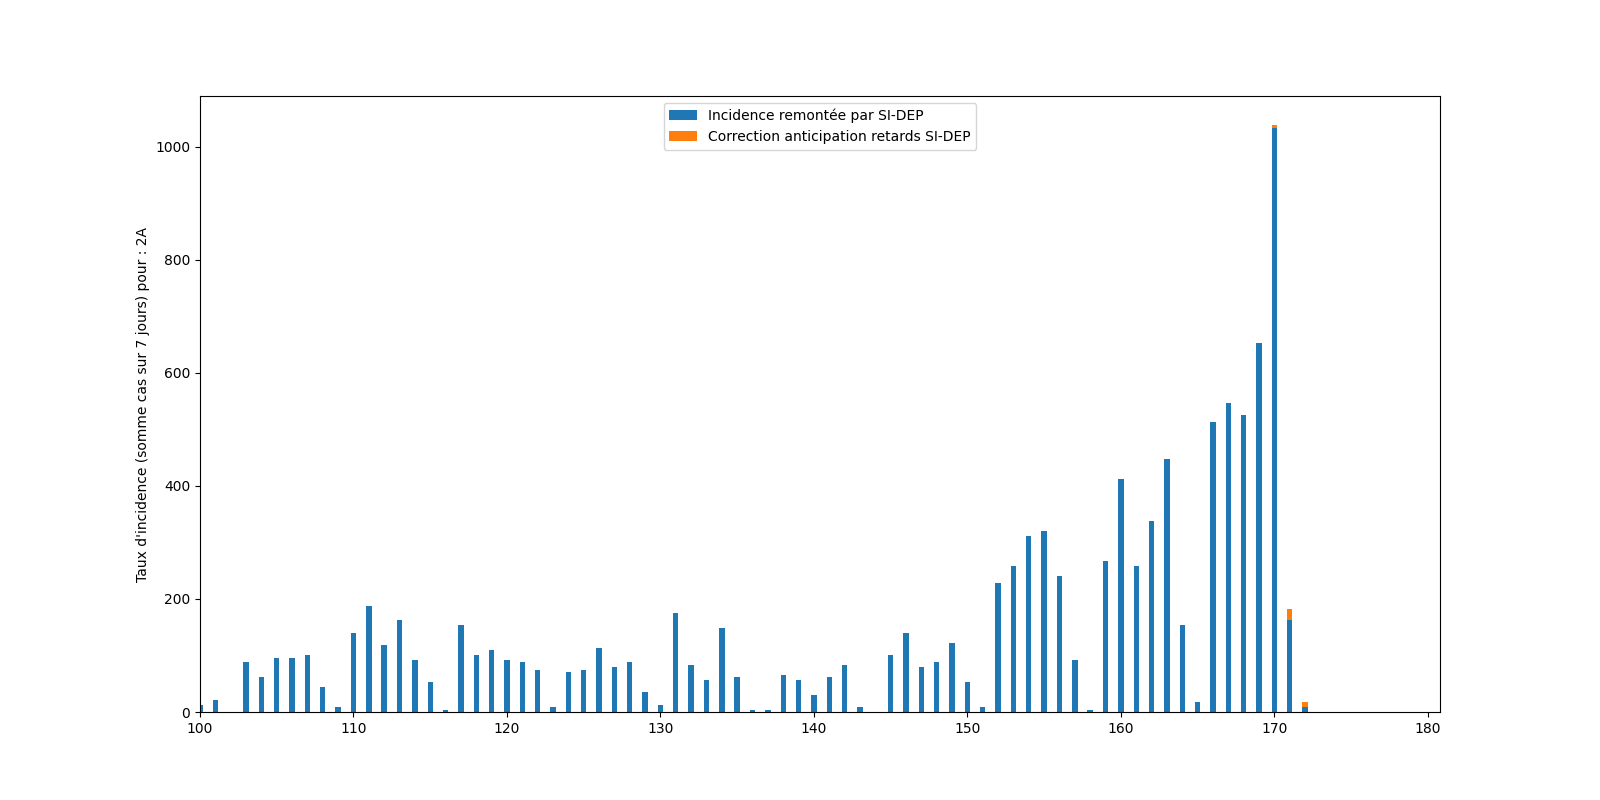 Incidence remontée par SI-DEP
Correction anticipation retards SI-DEP
Taux d'incidence (somme cas sur 7 jours) pour : 2A
1000
800
600
400
200
0
100 110 120 130 140 150 160 170 180